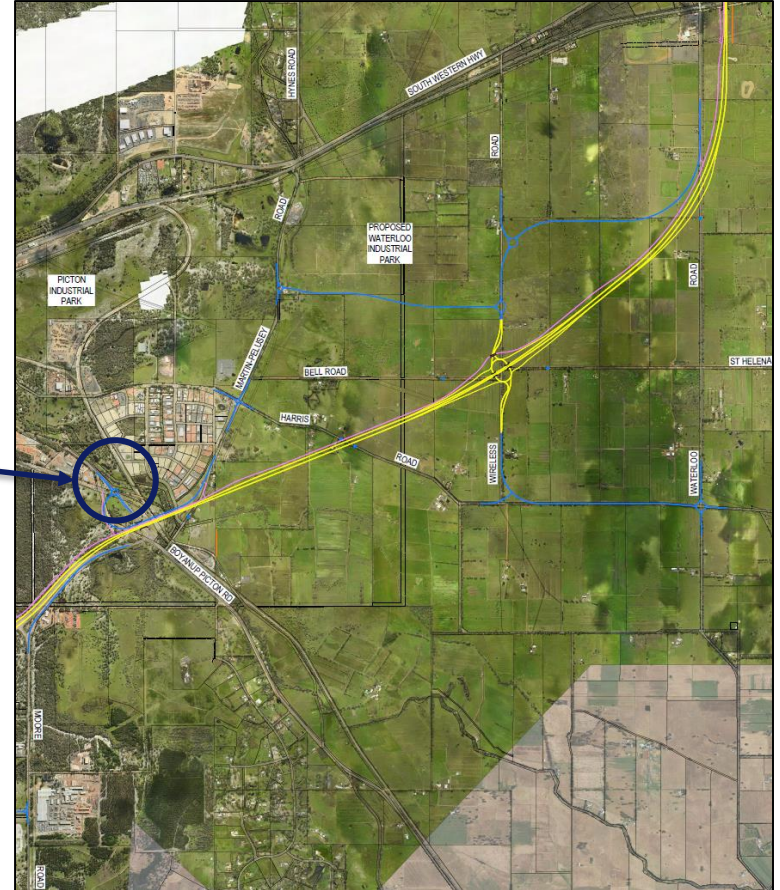 HYNES ROAD
SOUTH WESTERN HWY
ROAD
ROAD
PROPOSED
WATERLOO
INDUSTRIAL
PARK
PICTON
INDUSTRIAL
PARK
ROAD
MARTIN-PELUSEY
BELL ROAD
ST HELENA
HARRIS
ROAD
WIRELESS
WATERLOO
BOYANUP PICTON RD
MOORE
ROAD